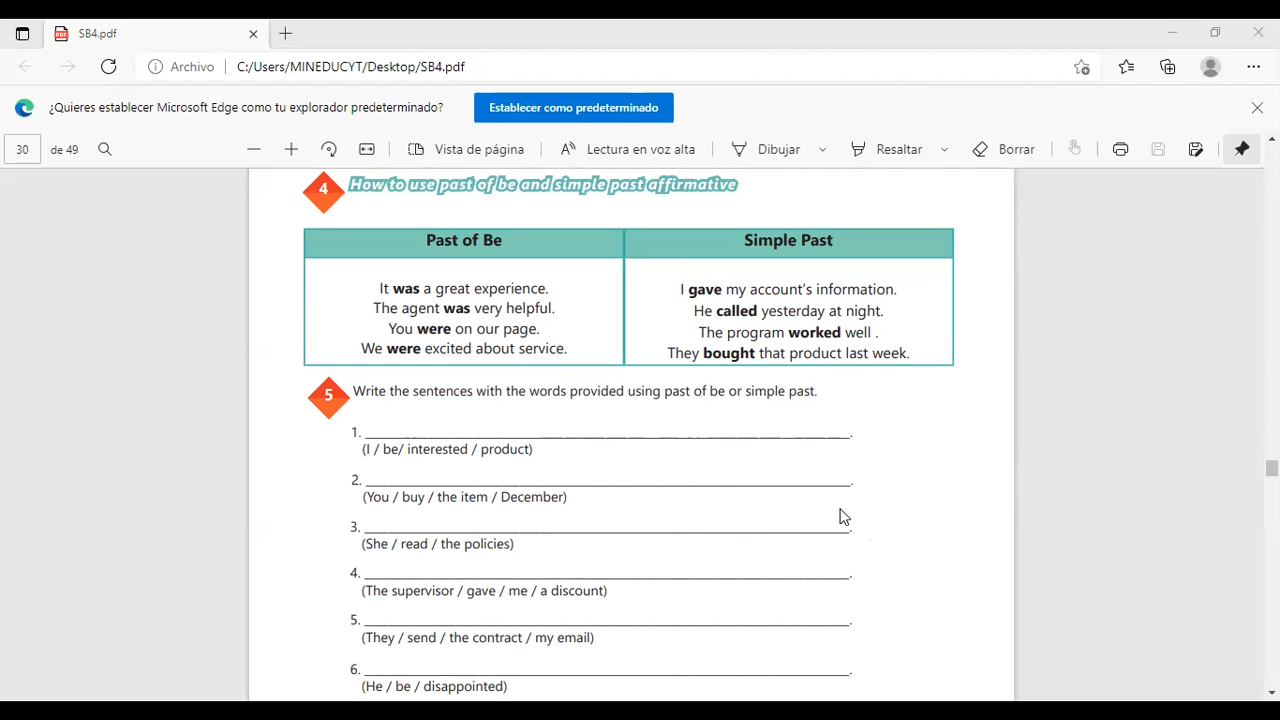 SB4.pdf
Archivo C:/Users/MINEDUCYT/Desktop/SB4.pdf
¿Quieres establecer Microsoft Edge como tu explorador predeterminado? Establecer como predeterminado
30 de 49 Vista de página Lectura en voz alta Dibujar Resaltar Borrar
4 How to use past of be and simple past affirmative
Past of Be
It was a great experience.
The agent was very helpful.
You were on our page.
We were excited about service.
Simple Past
I gave my account's information.
He called yesterday at night.
The program worked well .
They bought that product last week.
5 Write the sentences with the words provided using past of be or simple past.
1. ______________________________.
(I / be/ interested / product)
2. ______________________________.
(You / buy / the item / December)
3. ______________________________.
(She / read / the policies)
4. ______________________________.
(The supervisor / gave / me / a discount)
5. ______________________________.
(They / send / the contract / my email)
6. ______________________________.
(He / be / disappointed)